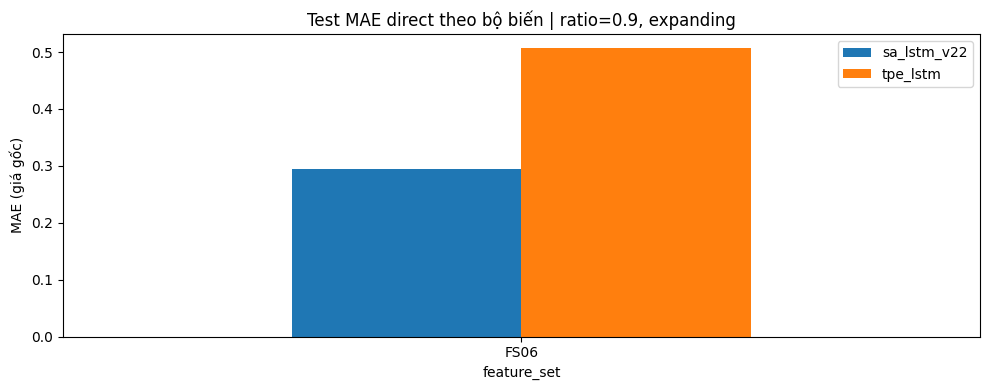 Test MAE direct theo bộ biến | ratio=0.9, expanding
sa_lstm_v22
tpe_lstm
MAE (giá gốc)
0.5
0.4
0.3
0.2
0.1
0.0
FS06
feature_set